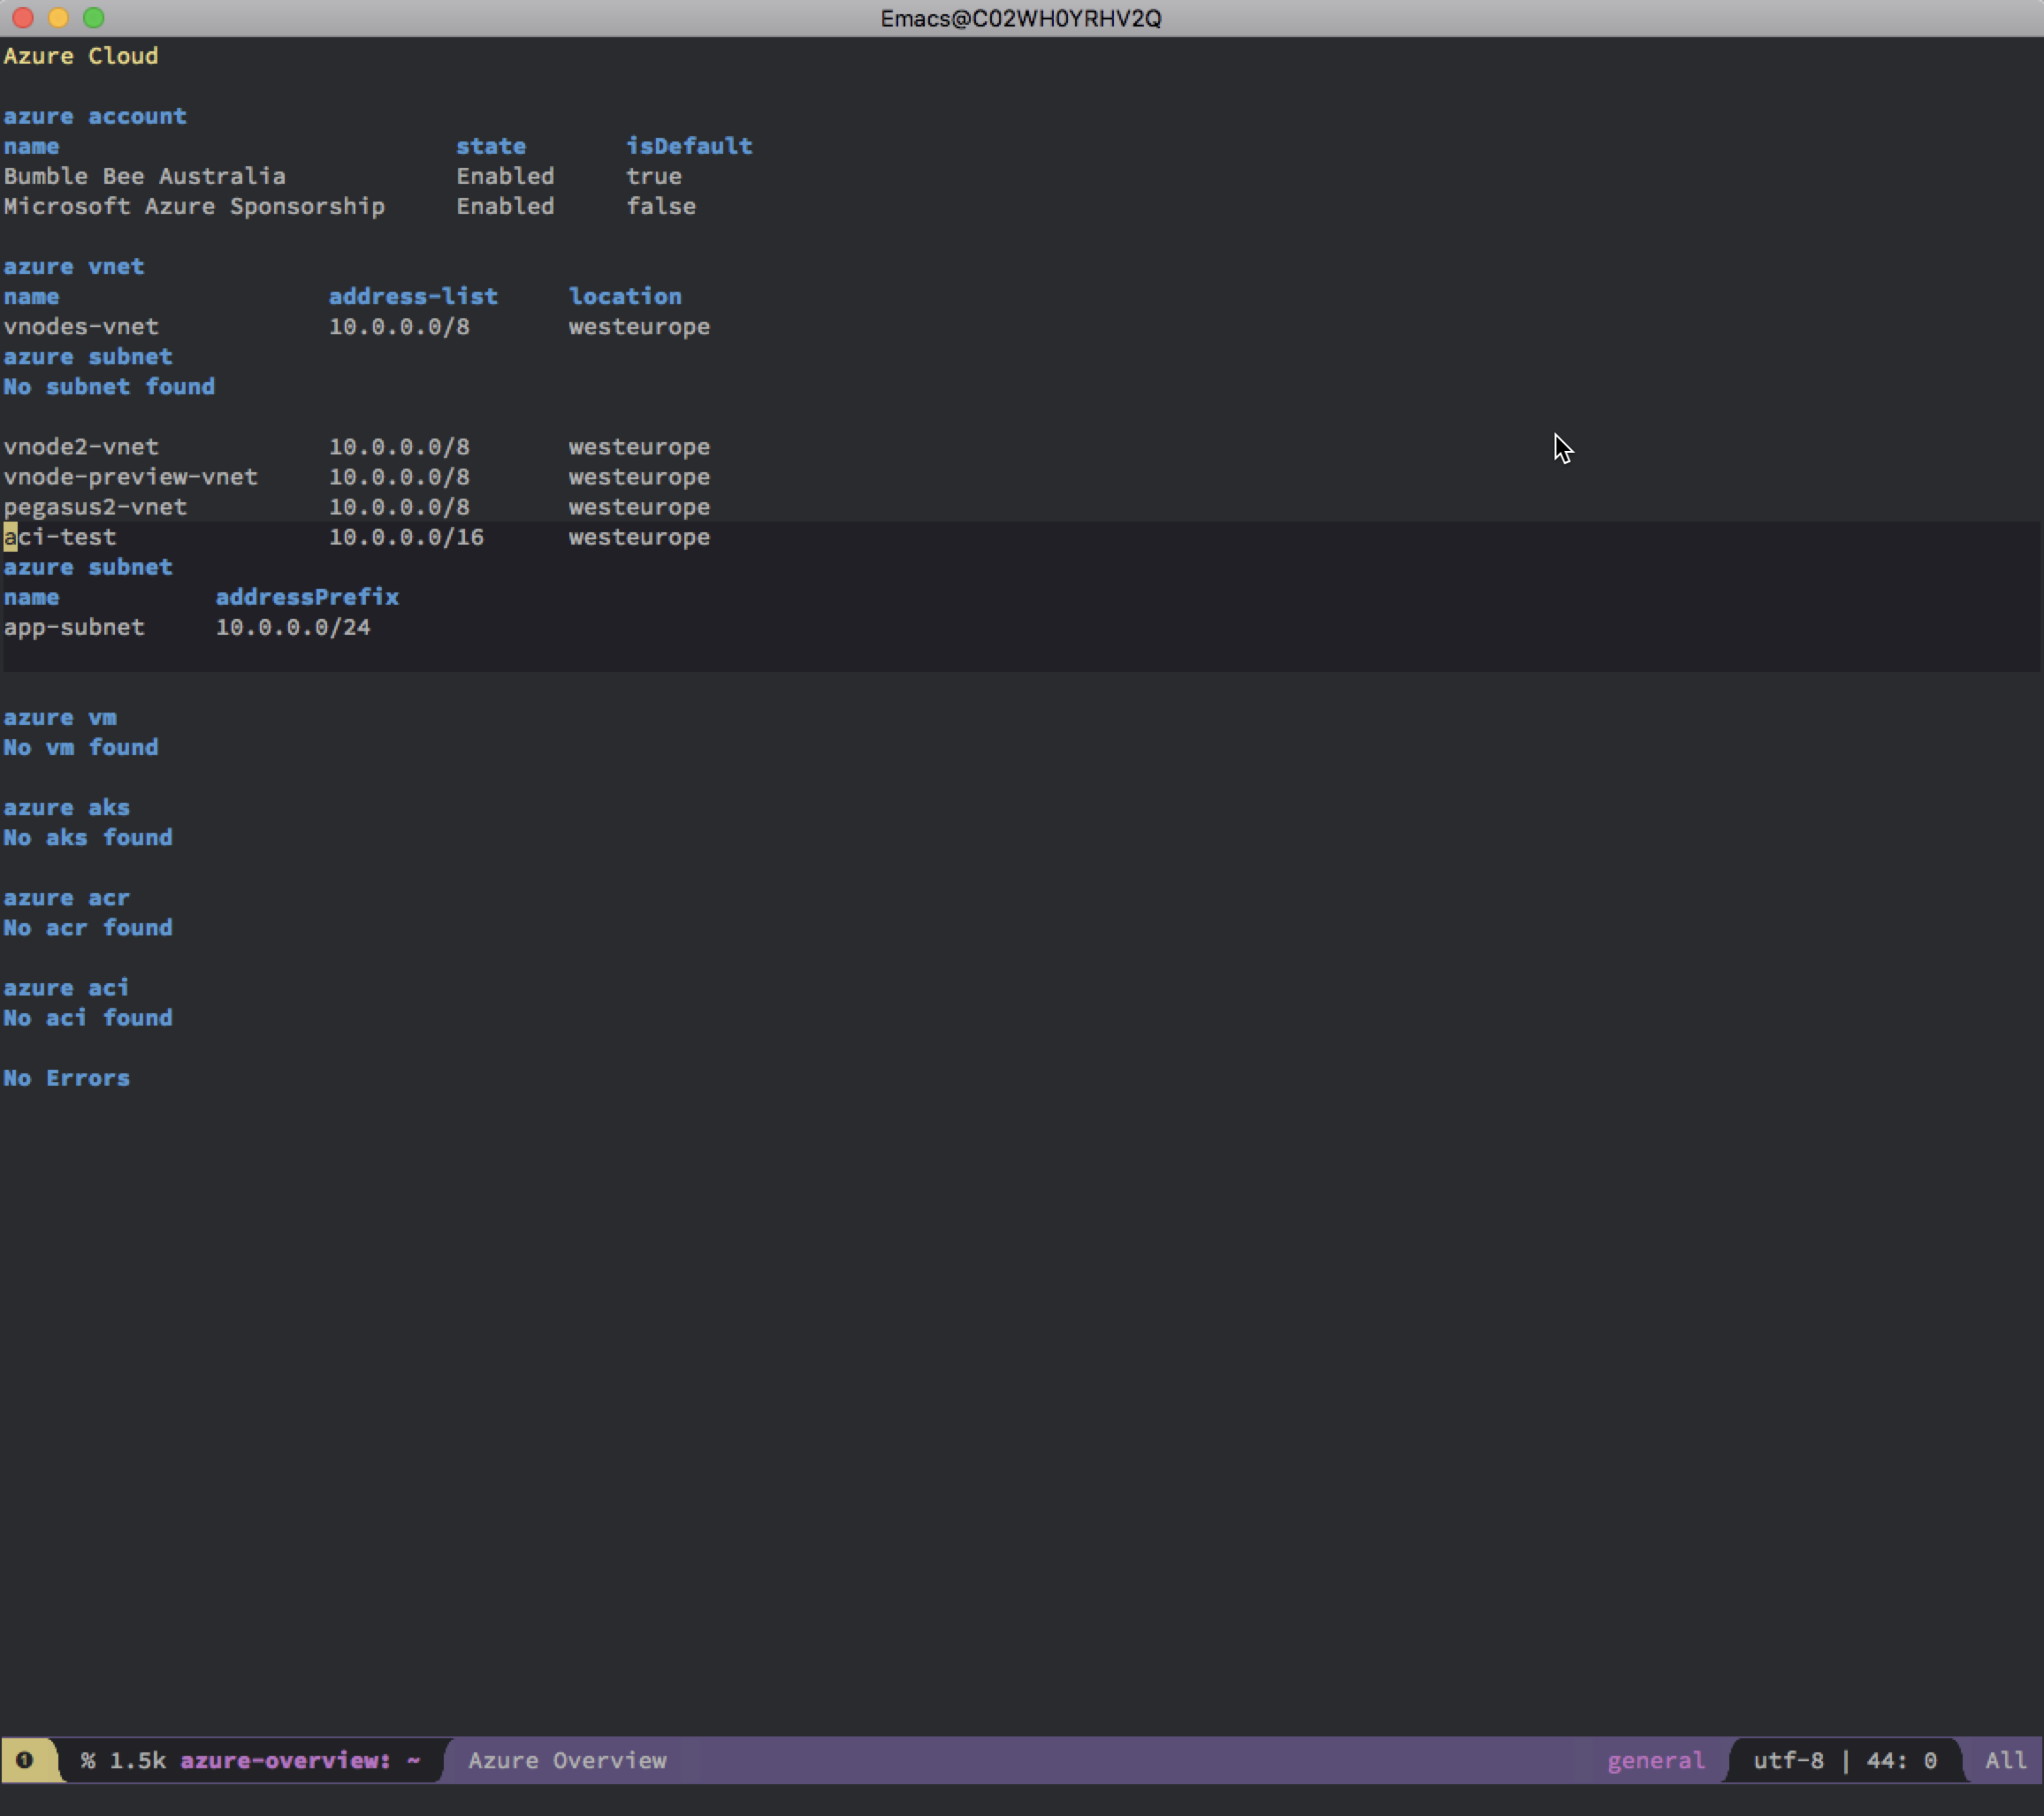 Emacs@C02WH0YRHV2Q
Azure Cloud
azure account
name state isDefault
Bumble Bee Australia Enabled true
Microsoft Azure Sponsorship Enabled false
azure vnet
name address-list location
vnodes-vnet 10.0.0.0/8 westeurope
azure subnet
No subnet found
vnode2-vnet 10.0.0.0/8 westeurope
vnode-preview-vnet 10.0.0.0/8 westeurope
pegasus2-vnet 10.0.0.0/8 westeurope
aci-test 10.0.0.0/16 westeurope
azure subnet
name addressPrefix
app-subnet 10.0.0.0/24
azure vm
No vm found
azure aks
No aks found
azure acr
No acr found
azure aci
No aci found
No Errors
❶ % 1.5k azure-overview: ~ Azure Overview general utf-8 | 44: 0 All